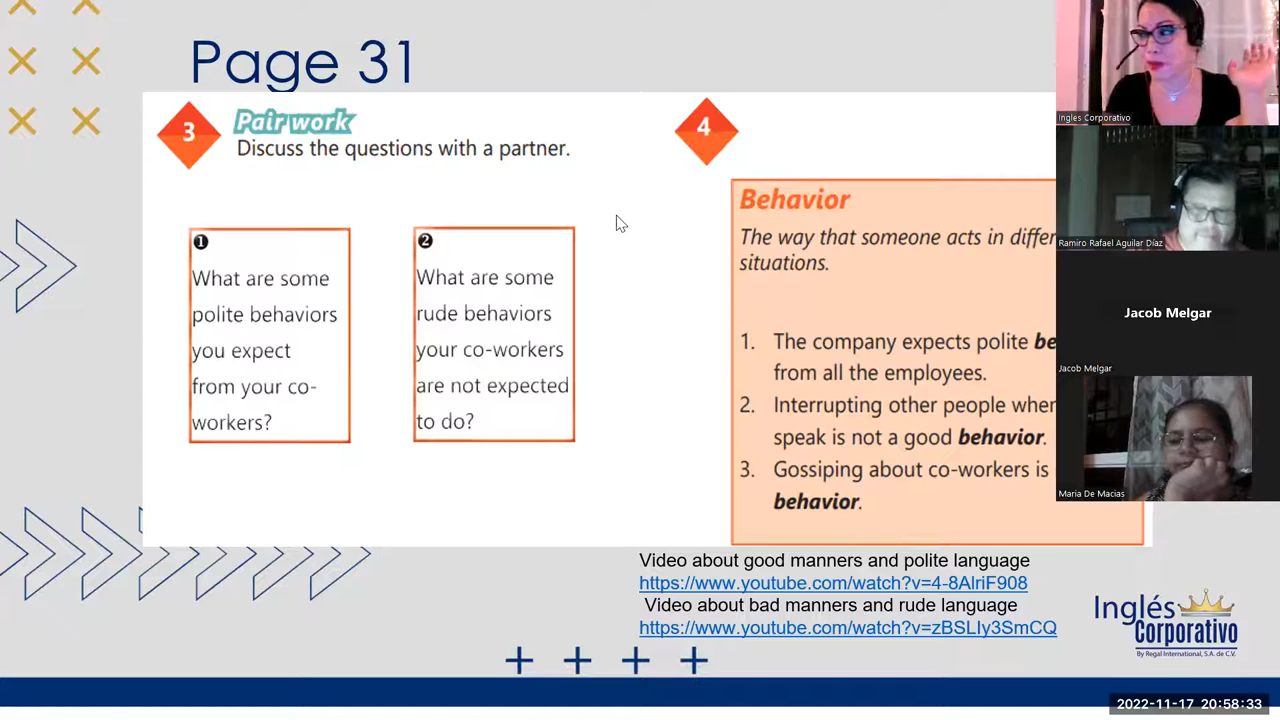 Page 31
3
Pair work
Discuss the questions with a partner.
1
What are some
polite behaviors
you expect
from your co-
workers?
2
What are some
rude behaviors
your co-workers
are not expected
to do?
4
Behavior
The way that someone acts in differ
situations.
1. The company expects polite be
from all the employees.
2. Interrupting other people when
speak is not a good behavior.
3. Gossiping about co-workers is
behavior.
Video about good manners and polite language
https://www.youtube.com/watch?v=4-8AlriF908
Video about bad manners and rude language
https://www.youtube.com/watch?v=zBSLIy3SmCQ
Inglés
Corporativo
By Regal International, S.A. de C.V.
Ingles Corporativo
Ramiro Rafael Aguilar Díaz
Jacob Melgar
Jacob Melgar
Maria De Macias
2022-11-17 20:58:33